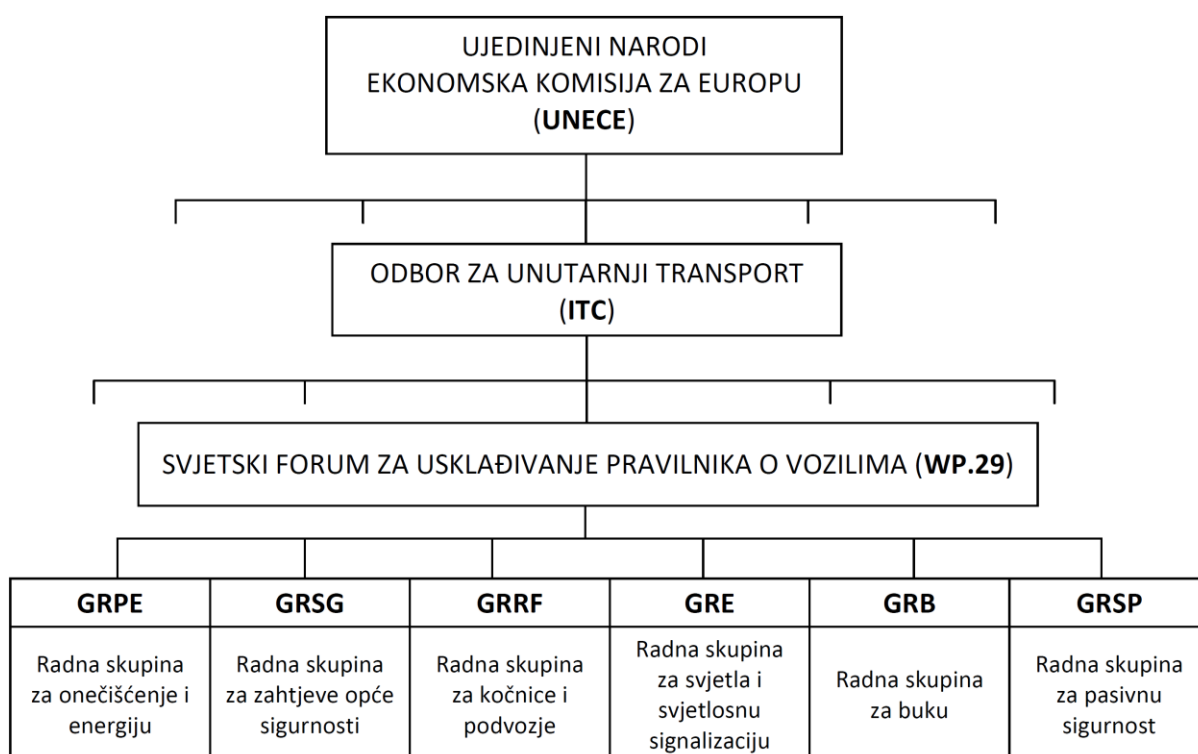 UJEDINJENI NARODI
EKONOMSKA KOMISIJA ZA EUROPU
(UNECE)
ODBOR ZA UNUTARNJI TRANSPORT
(ITC)
SVJETSKI FORUM ZA USKLAĐIVANJE PRAVILNIKA O VOZILIMA (WP.29)
GRPE
Radna skupina
za onečišćenje i
energiju
GRSG
Radna skupina
za zahtjeve opće
sigurnosti
GRRF
Radna skupina
za kočnice i
podvozje
GRE
Radna skupina
za svjetla i
svjetlosnu
signalizaciju
GRB
Radna skupina
za buku
GRSP
Radna skupina
za pasivnu
sigurnost